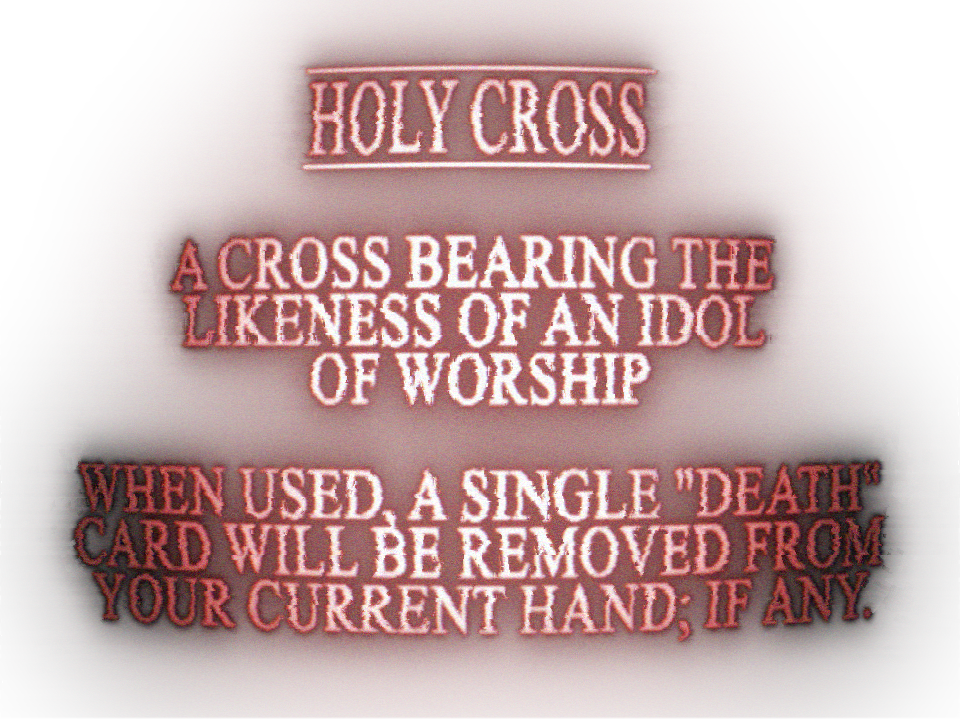 HOLY CROSS
A CROSS BEARING THE
LIKENESS OF AN IDOL
OF WORSHIP
WHEN USED, A SINGLE "DEATH"
CARD WILL BE REMOVED FROM
YOUR CURRENT HAND; IF ANY.